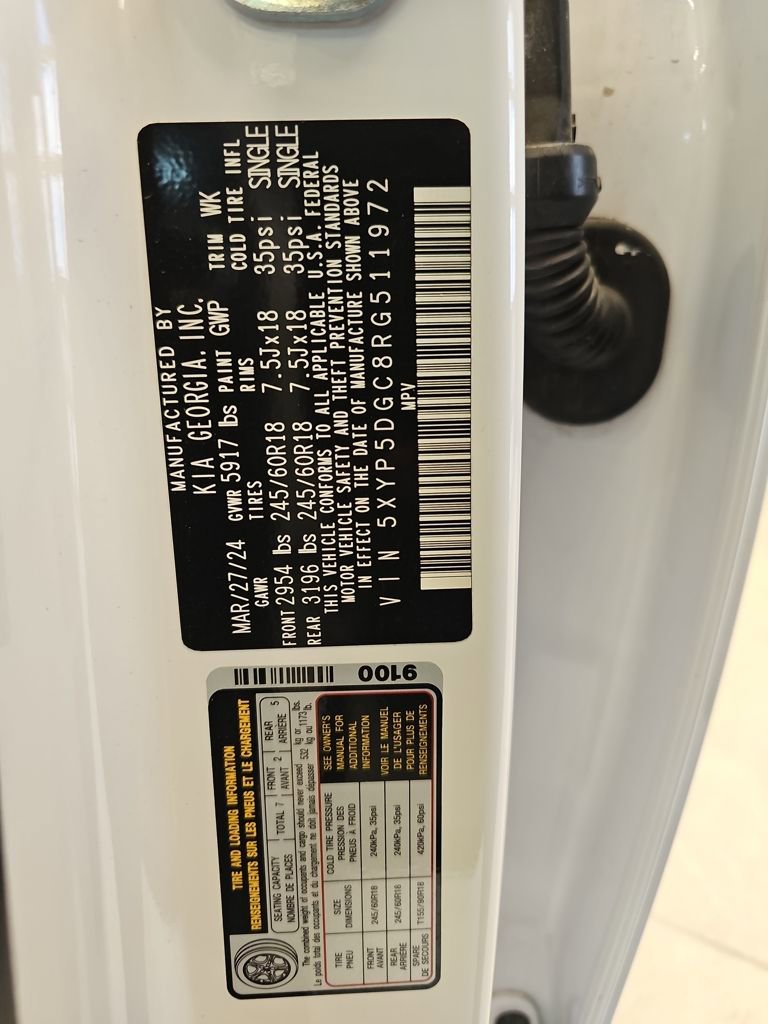 MANUFACTURED BY
KIA GEORGIA, INC.
MAR/27/24 GVWR 5917 lbs PAINT GWP TRIM WK
GAWR TIRES RIMS COLD TIRE INFL
FRONT 2954 lbs 245/60R18 7.5Jx18 35psi SINGLE
REAR 3196 lbs 245/60R18 7.5Jx18 35psi SINGLE
THIS VEHICLE CONFORMS TO ALL APPLICABLE U.S.A. FEDERAL
MOTOR VEHICLE SAFETY AND THEFT PREVENTION STANDARDS
IN EFFECT ON THE DATE OF MANUFACTURE SHOWN ABOVE
VIN 5XYP5DGC8RG511972
MPV
9100
TIRE AND LOADING INFORMATION
RENSEIGNEMENTS SUR LES PNEUS ET LE CHARGEMENT
SEATING CAPACITY TOTAL 7 FRONT 2 REAR 5
NOMBRE DE PLACES AVANT ARRIÈRE
The combined weight of occupants and cargo should never exceed 532 kg or 1173 lbs.
Le poids total des occupants et du chargement ne doit jamais dépasser kg ou lb.
TIRE SIZE COLD TIRE PRESSURE
PNEU DIMENSIONS PRESSION DES PNEUS À FROID
FRONT AVANT 245/60R18 240kPa, 35psi
REAR ARRIÈRE 245/60R18 240kPa, 35psi
SPARE DE SECOURS T155/90R18 420kPa, 60psi
SEE OWNER'S
MANUAL FOR
ADDITIONAL
INFORMATION
VOIR LE MANUEL
DE L'USAGER
POUR PLUS DE
RENSEIGNEMENTS